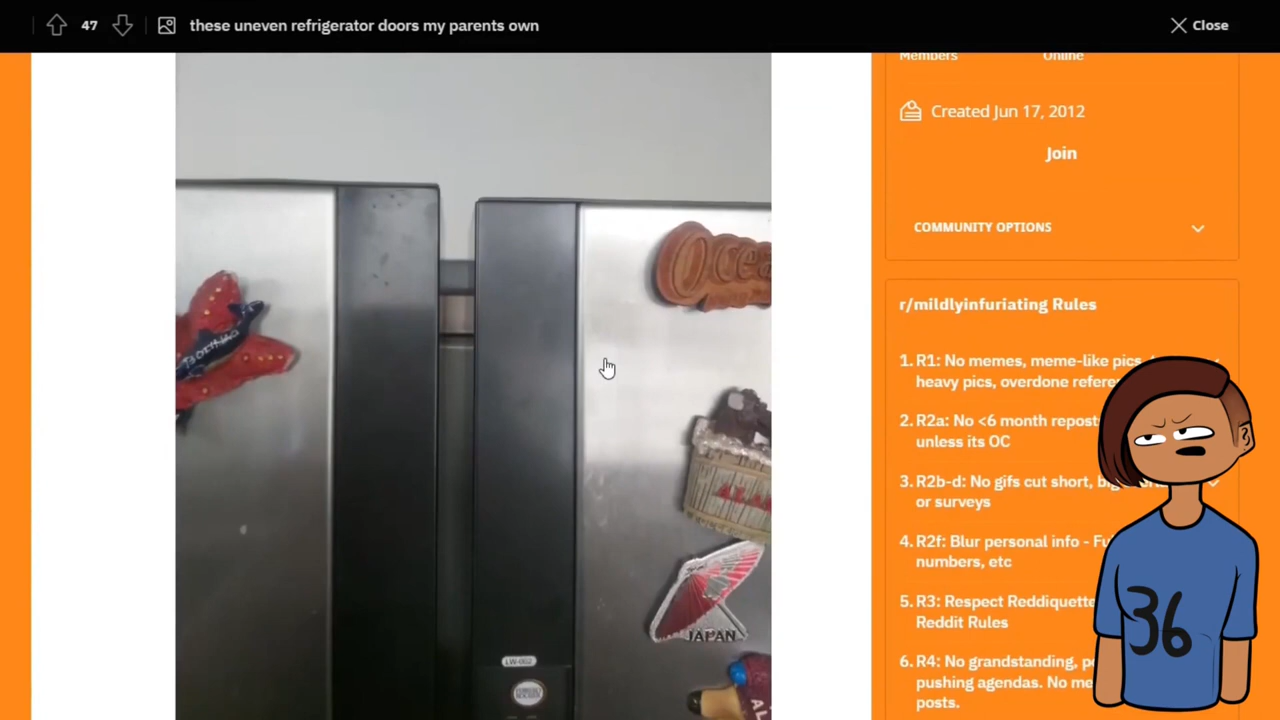 47
these uneven refrigerator doors my parents own
Close
Members
Online
Created Jun 17, 2012
Join
COMMUNITY OPTIONS
r/mildlyinfuriating Rules
1. R1: No memes, meme-like pics,
heavy pics, overdone refere
2. R2a: No <6 month repost
unless its OC
3. R2b-d: No gifs cut short,
or surveys
4. R2f: Blur personal info - Fu
numbers, etc
5. R3: Respect Reddiquette
Reddit Rules
6. R4: No grandstanding, p
pushing agendas. No me
posts.
36
Ocea
JAPAN
LW-002